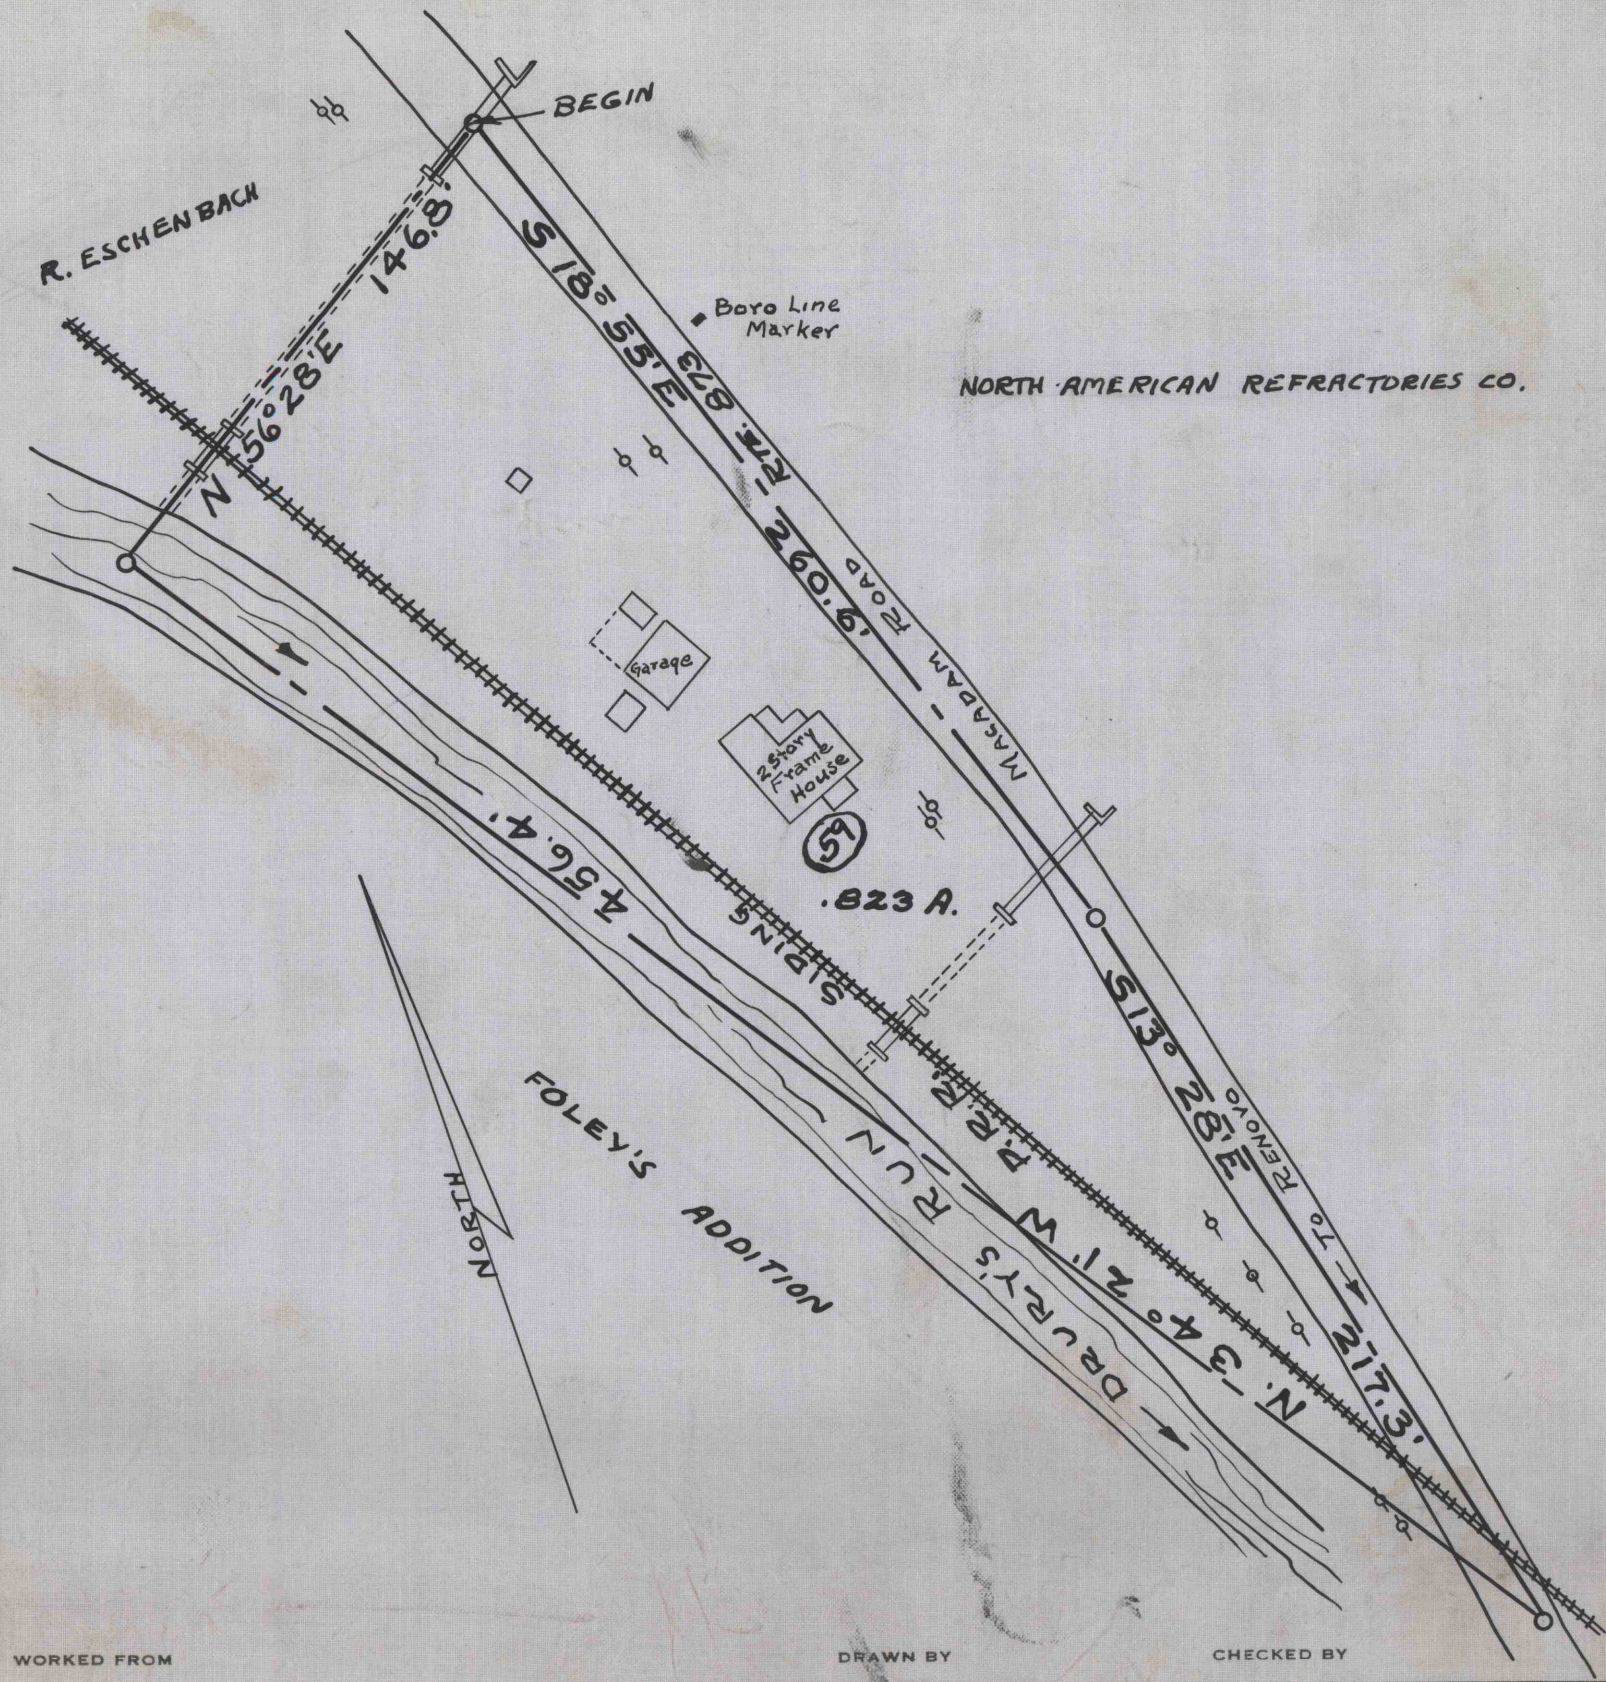 BEGIN
R. ESCHENBACH
146.8'
N 56° 28' E
S 18° 55' E 260.9'
Boro Line
Marker
RTE. 873
NORTH AMERICAN REFRACTORIES CO.
MACADAM ROAD
Garage
2 Story
Frame
House
59
.823 A.
456.4'
SIDING
P.R.R.
S 13° 28' E 217.3'
TO RENOVO
N. 34° 21' W
DRURY'S RUN
FOLEY'S ADDITION
NORTH
WORKED FROM
DRAWN BY
CHECKED BY